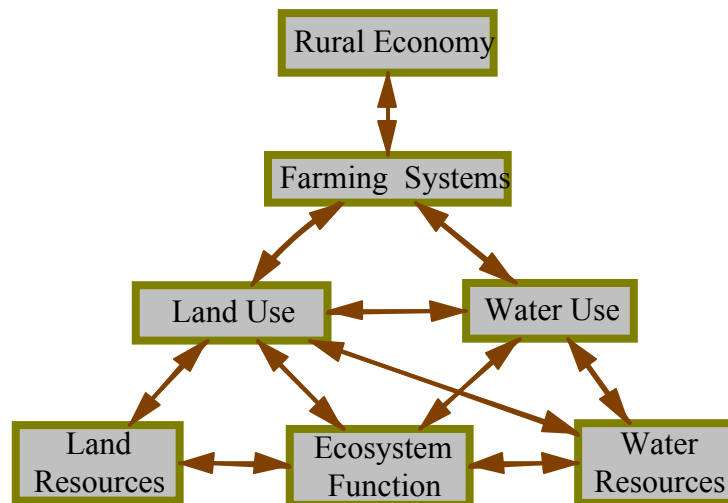 Rural Economy
Farming Systems
Land Use
Water Use
Land
Resources
Ecosystem
Function
Water
Resources